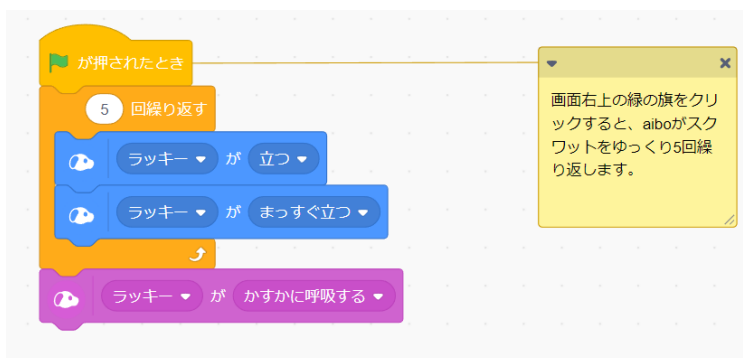 が押されたとき
5 回繰り返す
ラッキー が 立つ
ラッキー が まっすぐ立つ
ラッキー が かすかに呼吸する
画面右上の緑の旗をクリ
ックすると、aiboがスク
ワットをゆっくり5回繰
り返します。